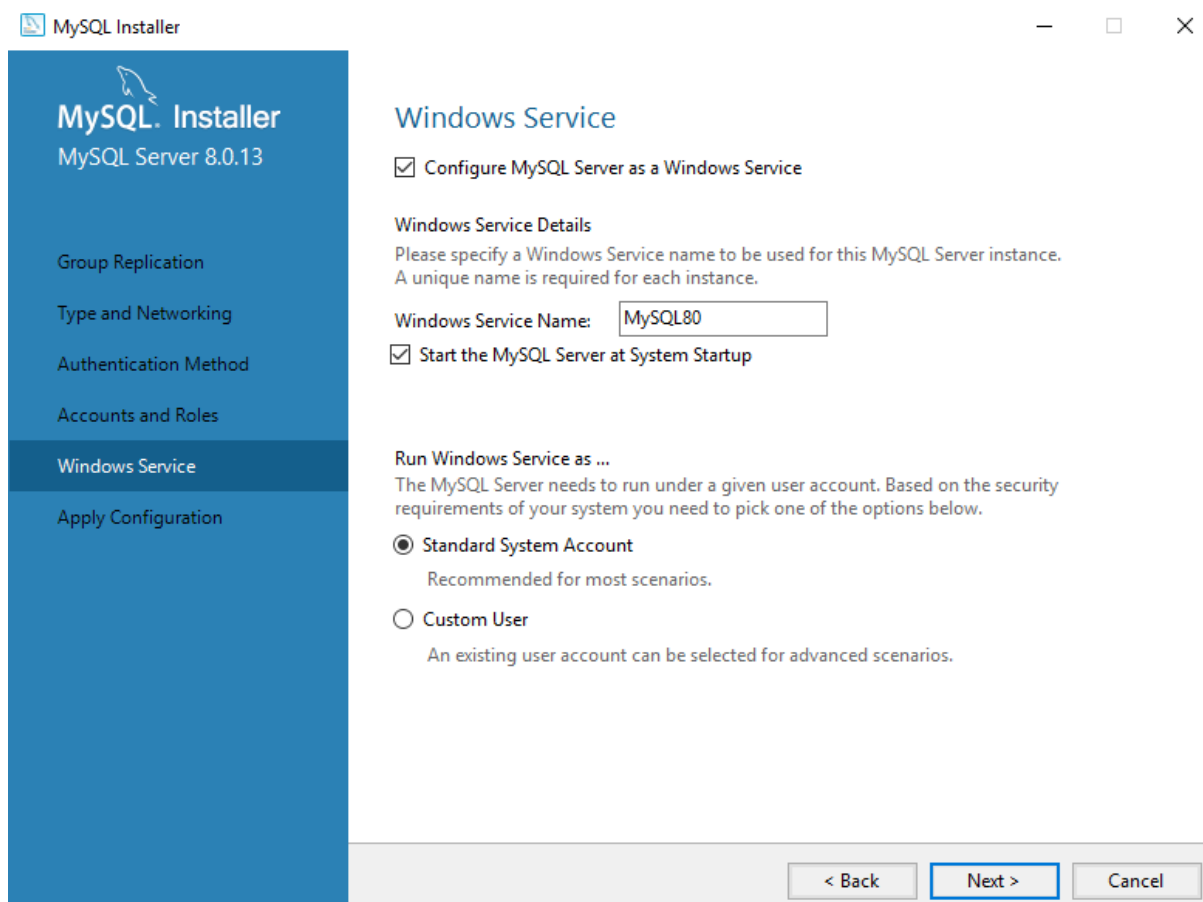 MySQL Installer
MySQL. Installer
MySQL Server 8.0.13
Group Replication
Type and Networking
Authentication Method
Accounts and Roles
Windows Service
Apply Configuration
Windows Service
Configure MySQL Server as a Windows Service
Windows Service Details
Please specify a Windows Service name to be used for this MySQL Server instance.
A unique name is required for each instance.
Windows Service Name: MySQL80
Start the MySQL Server at System Startup
Run Windows Service as ...
The MySQL Server needs to run under a given user account. Based on the security
requirements of your system you need to pick one of the options below.
Standard System Account
Recommended for most scenarios.
Custom User
An existing user account can be selected for advanced scenarios.
< Back Next > Cancel